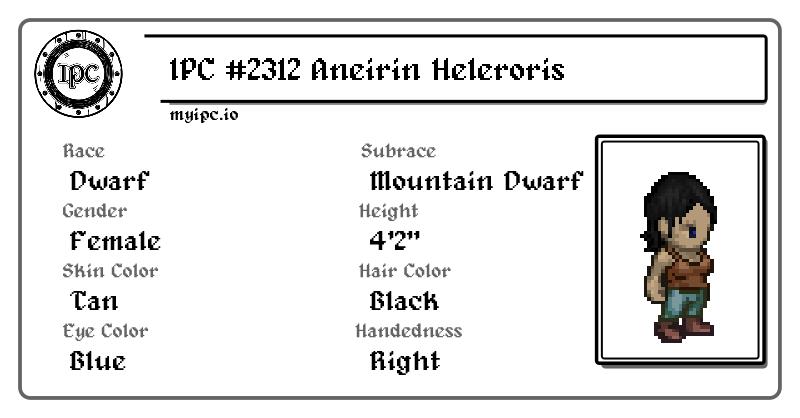 IPC
IPC #2312 Aneirin Heleroris
myipc.io
Race
Subrace
Dwarf
Mountain Dwarf
Gender
Height
Female
4'2"
Skin Color
Hair Color
Tan
Black
Eye Color
Handedness
Blue
Right